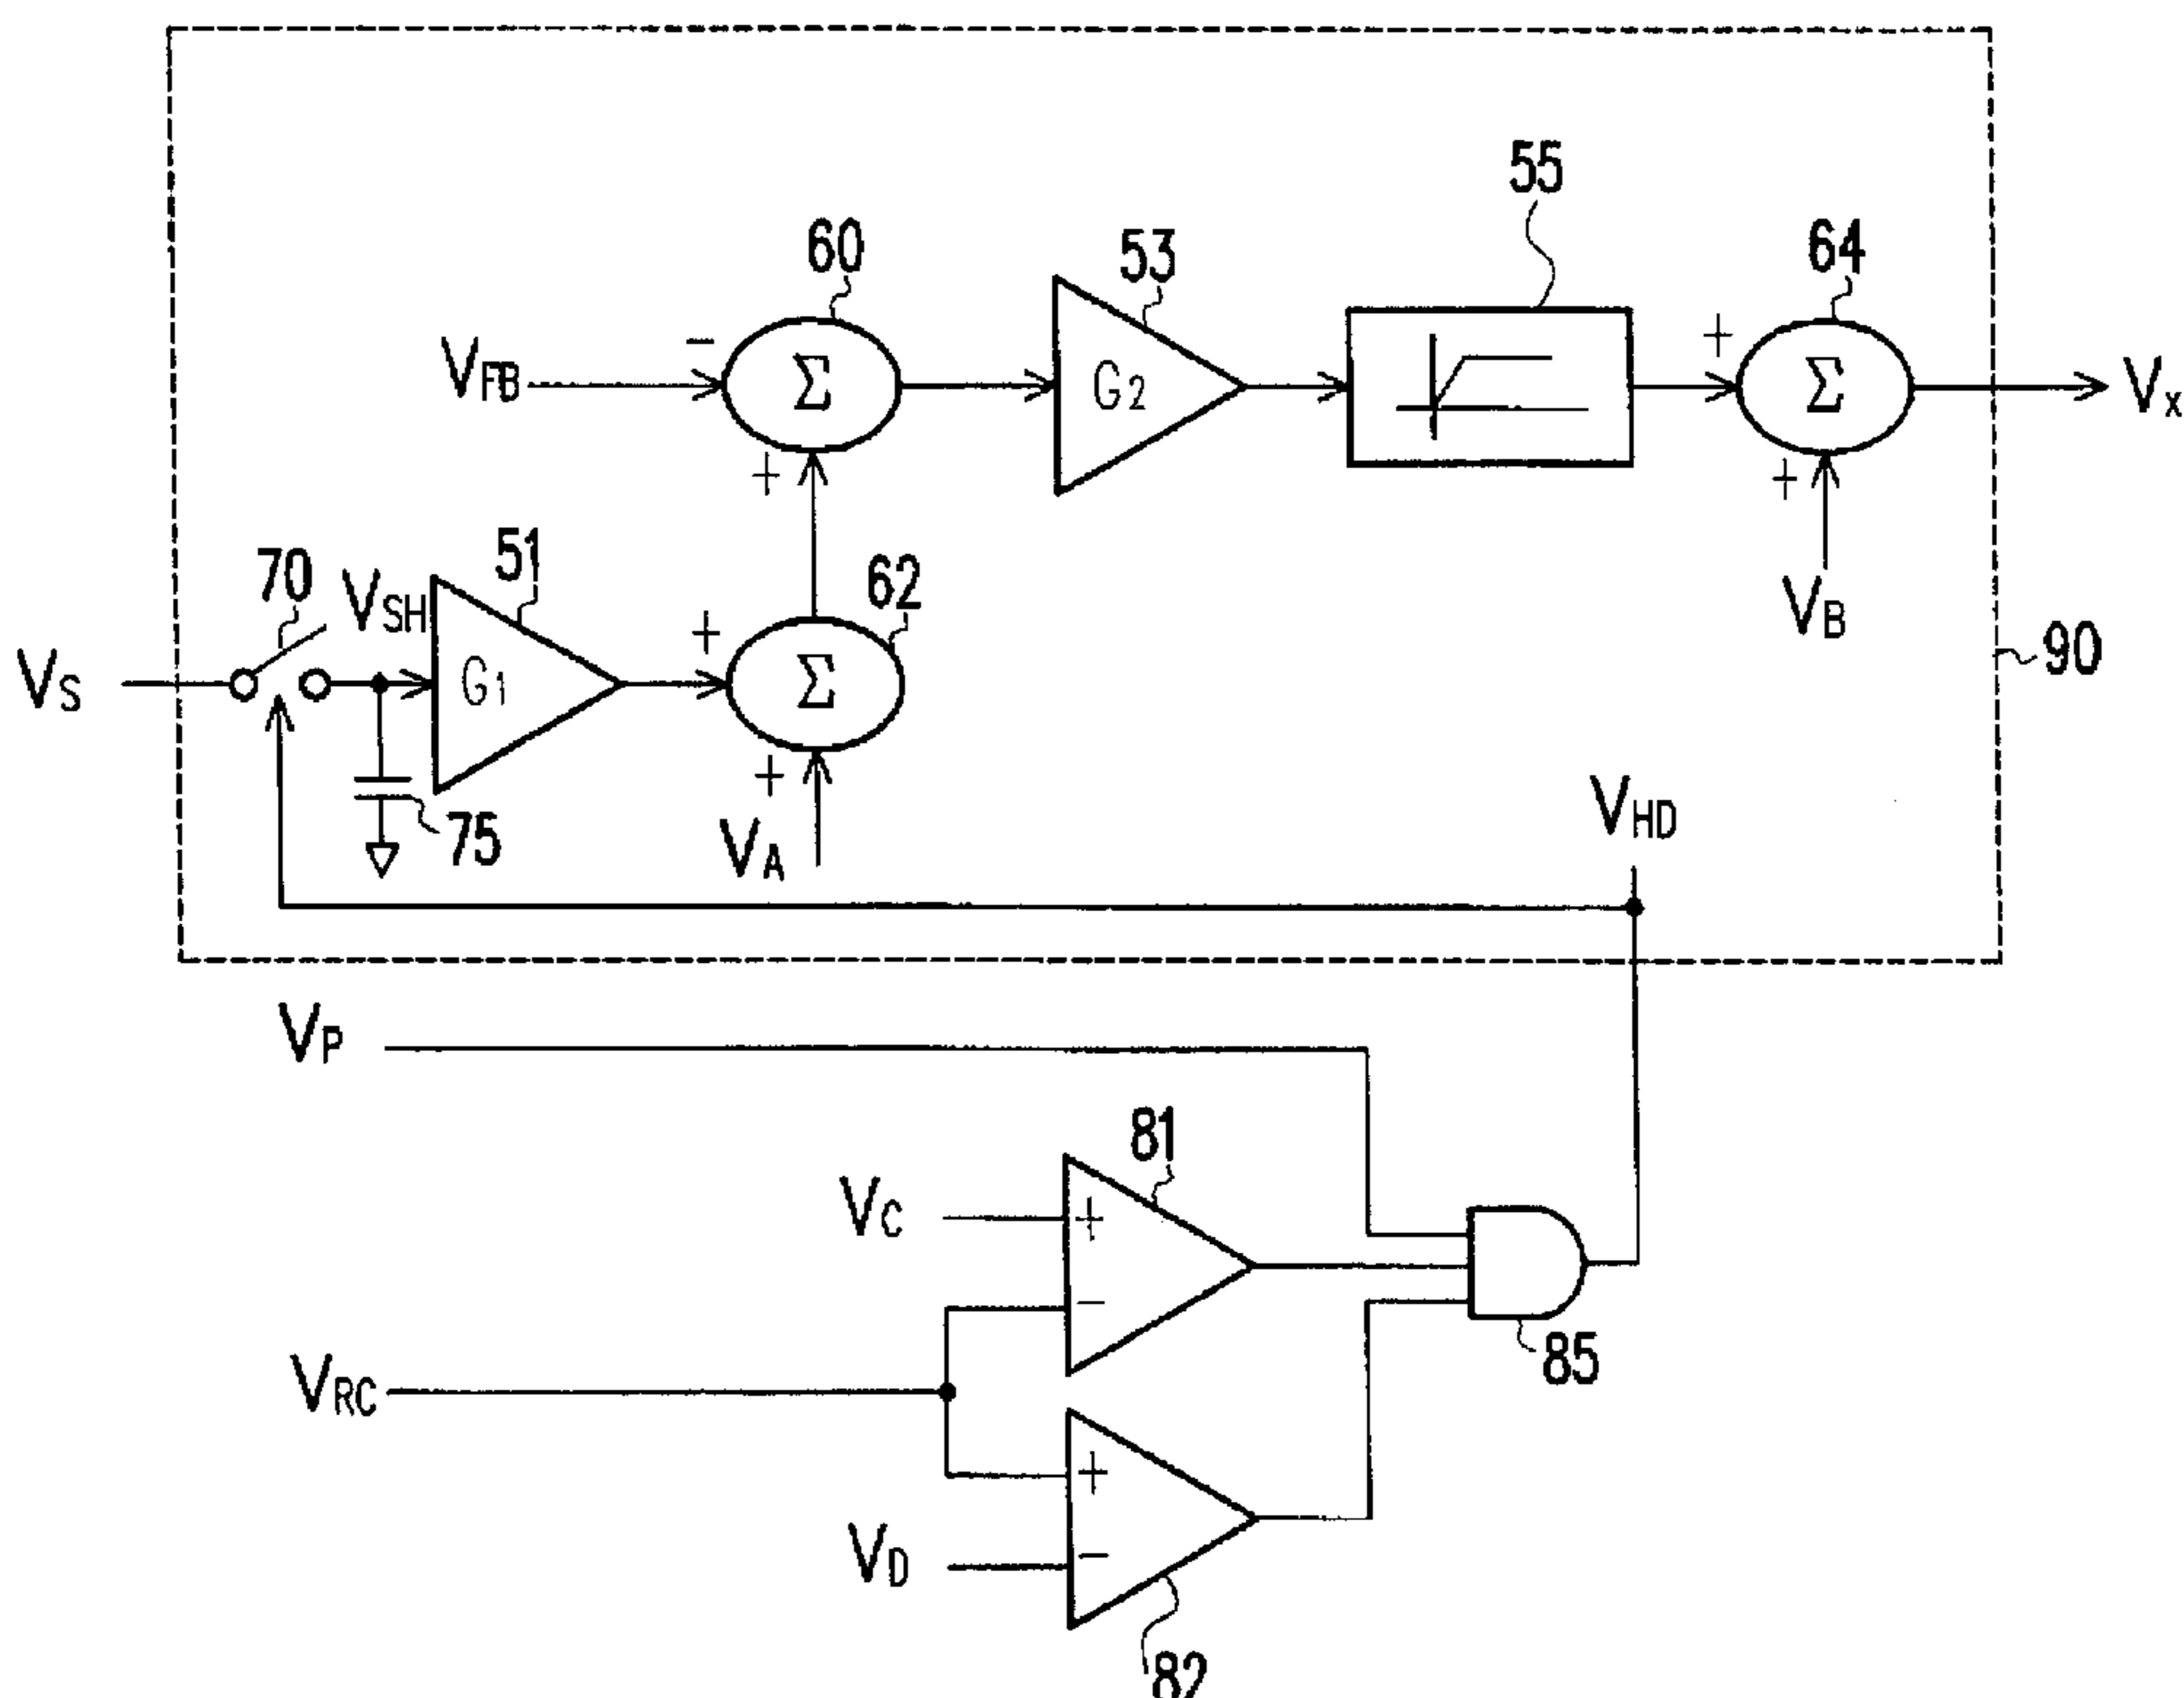 55
60
53
64
VFB
-
Σ
G2
+
Σ
Vx
+
+
70
VSH
51
62
VB
VS
G1
+
Σ
90
+
75
VA
VHD
VP
81
VC
+
-
85
VRC
+
VD
-
82